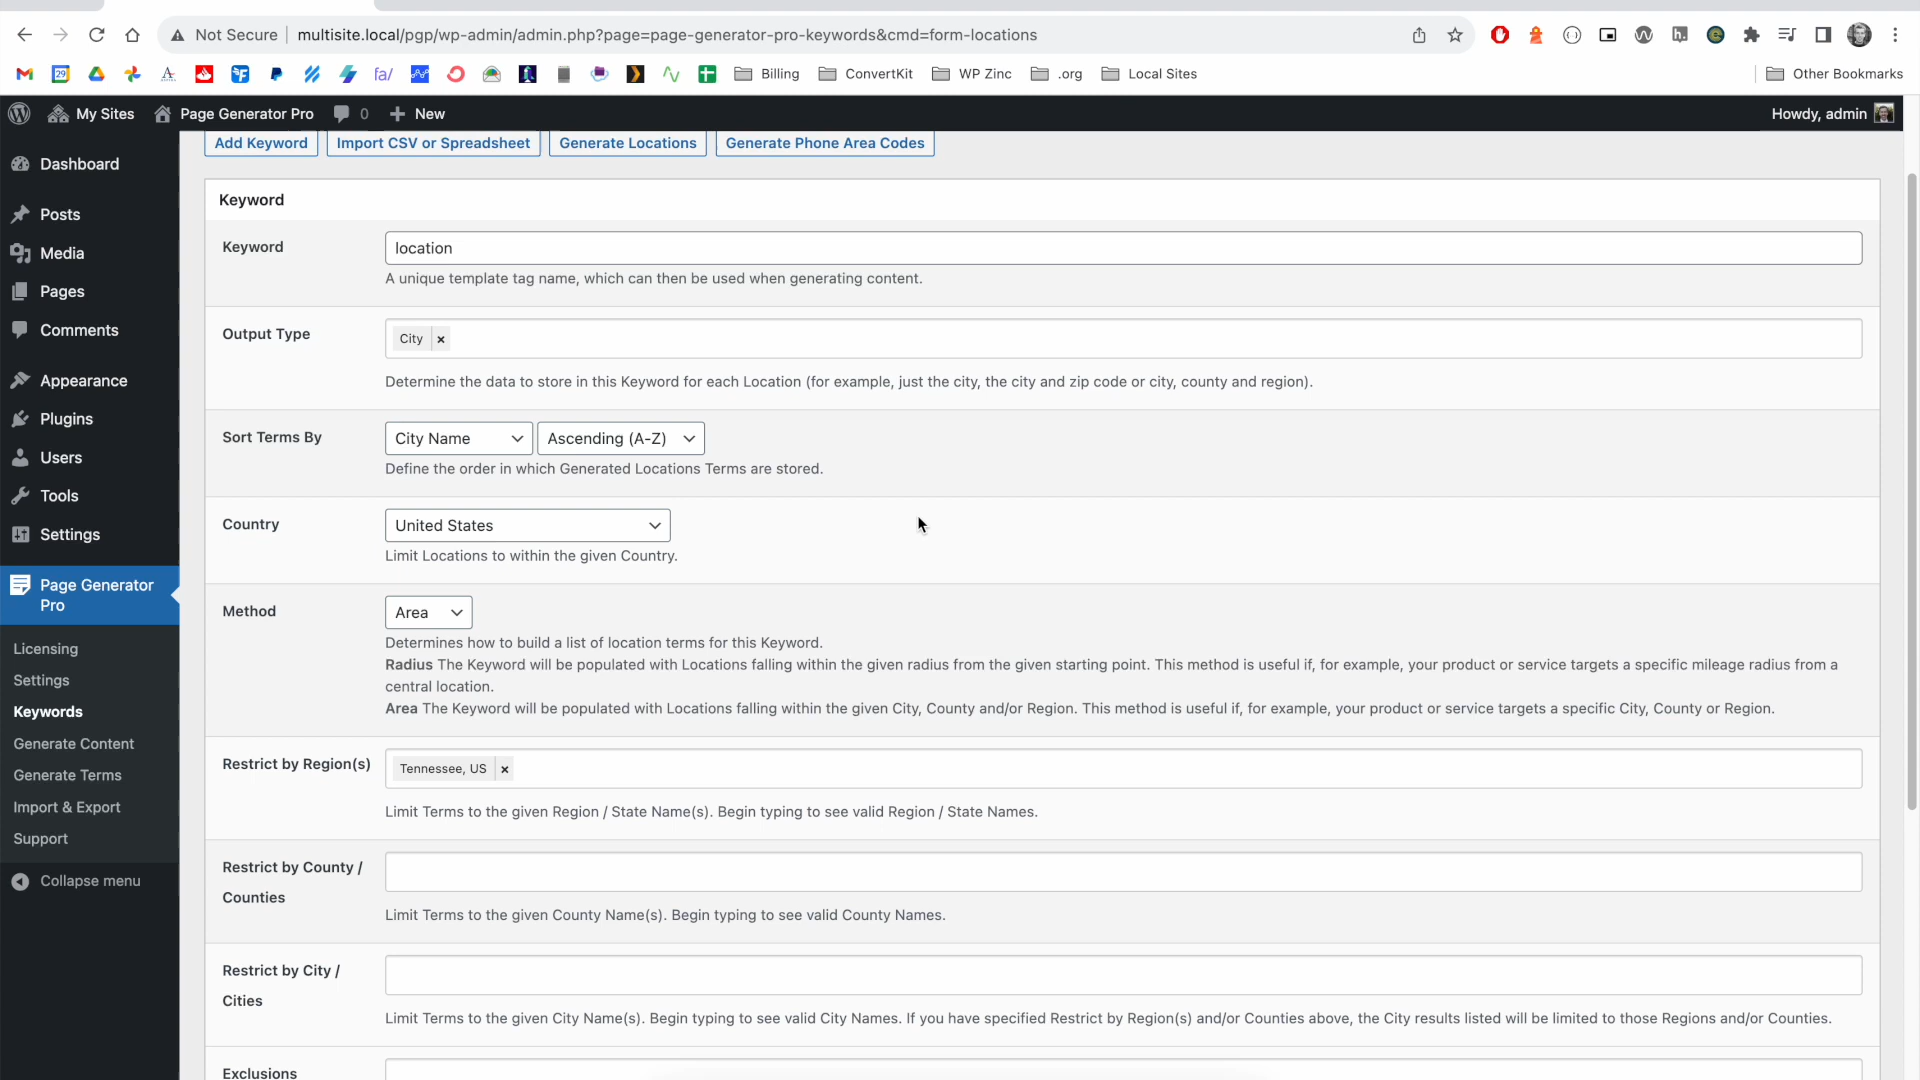 Not Secure
multisite.local/pgp/wp-admin/admin.php?page=page-generator-pro-keywords&cmd=form-locations
Billing
ConvertKit
WP Zinc
.org
Local Sites
Other Bookmarks
My Sites
Page Generator Pro
0
New
Howdy, admin
Dashboard
Posts
Media
Pages
Comments
Appearance
Plugins
Users
Tools
Settings
Page Generator
Pro
Licensing
Settings
Keywords
Generate Content
Generate Terms
Import & Export
Support
Collapse menu
Add Keyword
Import CSV or Spreadsheet
Generate Locations
Generate Phone Area Codes
Keyword
Keyword
location
A unique template tag name, which can then be used when generating content.
Output Type
City ×
Determine the data to store in this Keyword for each Location (for example, just the city, the city and zip code or city, county and region).
Sort Terms By
City Name
Ascending (A-Z)
Define the order in which Generated Locations Terms are stored.
Country
United States
Limit Locations to within the given Country.
Method
Area
Determines how to build a list of location terms for this Keyword.
Radius The Keyword will be populated with Locations falling within the given radius from the given starting point. This method is useful if, for example, your product or service targets a specific mileage radius from a
central location.
Area The Keyword will be populated with Locations falling within the given City, County and/or Region. This method is useful if, for example, your product or service targets a specific City, County or Region.
Restrict by Region(s)
Tennessee, US ×
Limit Terms to the given Region / State Name(s). Begin typing to see valid Region / State Names.
Restrict by County /
Counties
Limit Terms to the given County Name(s). Begin typing to see valid County Names.
Restrict by City /
Cities
Limit Terms to the given City Name(s). Begin typing to see valid City Names. If you have specified Restrict by Region(s) and/or Counties above, the City results listed will be limited to those Regions and/or Counties.
Exclusions